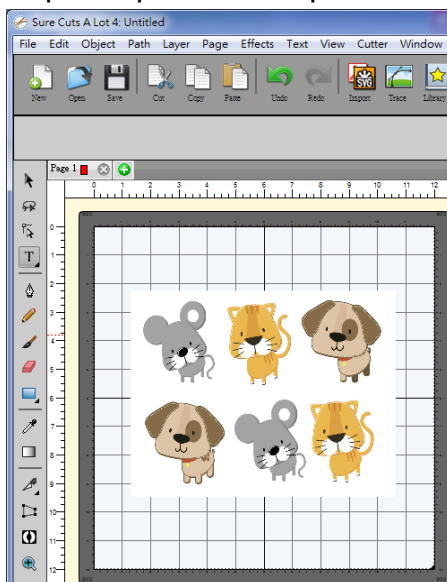 Sure Cuts A Lot 4: Untitled
File Edit Object Path Layer Page Effects Text View Cutter Window
New Open Save Cut Copy Paste Undo Redo Import Trace Library
SVG
Page 1
0 1 2 3 4 5 6 7 8 9 10 11 12
0
1
2
3
4
5
6
7
8
9
10
11
12
T